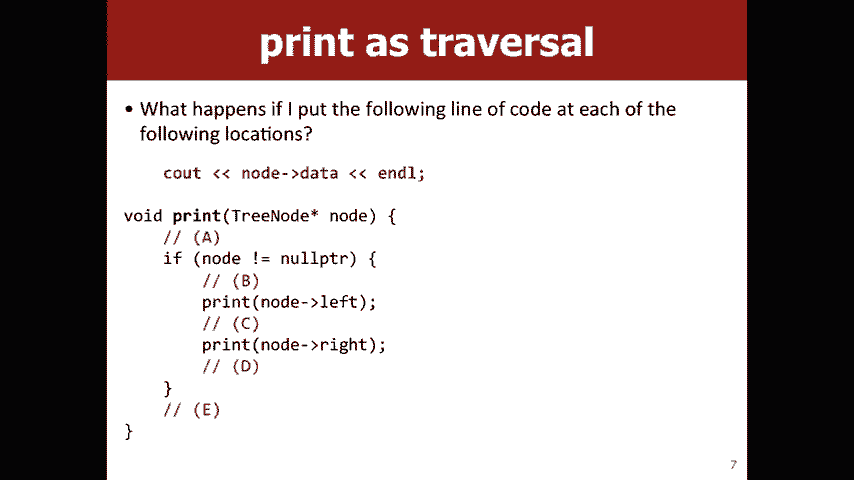 print as traversal
• What happens if I put the following line of code at each of the
following locations?
cout << node->data << endl;
void print(TreeNode* node) {
// (A)
if (node != nullptr) {
// (B)
print(node->left);
// (C)
print(node->right);
// (D)
}
// (E)
}
7